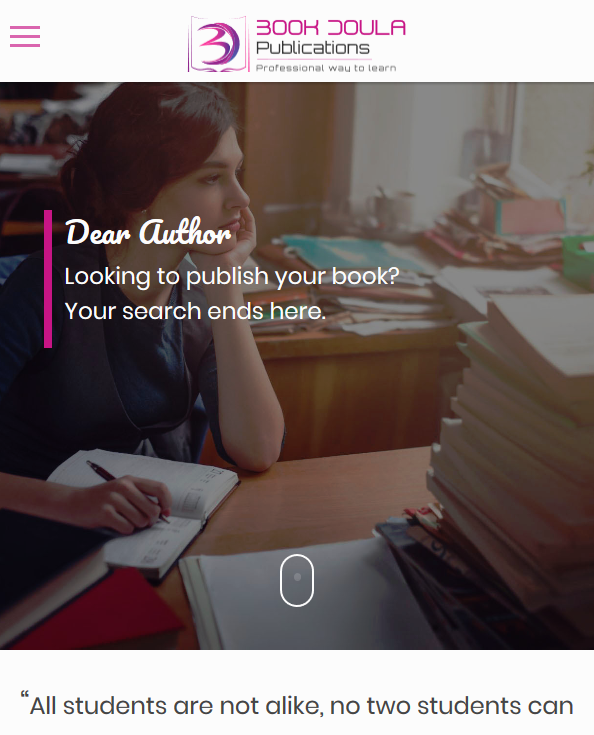 BOOK DOULA
Publications
Professional way to learn
Dear Author
Looking to publish your book?
Your search ends here.
“All students are not alike, no two students can